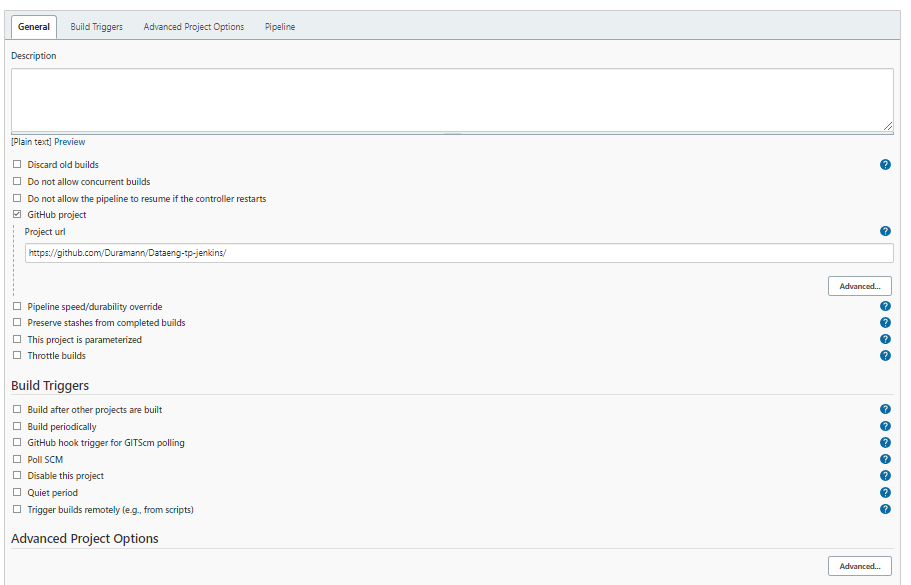 General Build Triggers Advanced Project Options Pipeline
Description
[Plain text] Preview
Discard old builds ?
Do not allow concurrent builds
Do not allow the pipeline to resume if the controller restarts
GitHub project
Project url ?
https://github.com/Duramann/Dataeng-tp-jenkins/
Advanced...
Pipeline speed/durability override ?
Preserve stashes from completed builds ?
This project is parameterized ?
Throttle builds ?
Build Triggers
Build after other projects are built ?
Build periodically ?
GitHub hook trigger for GITScm polling ?
Poll SCM ?
Disable this project ?
Quiet period ?
Trigger builds remotely (e.g., from scripts) ?
Advanced Project Options
Advanced...